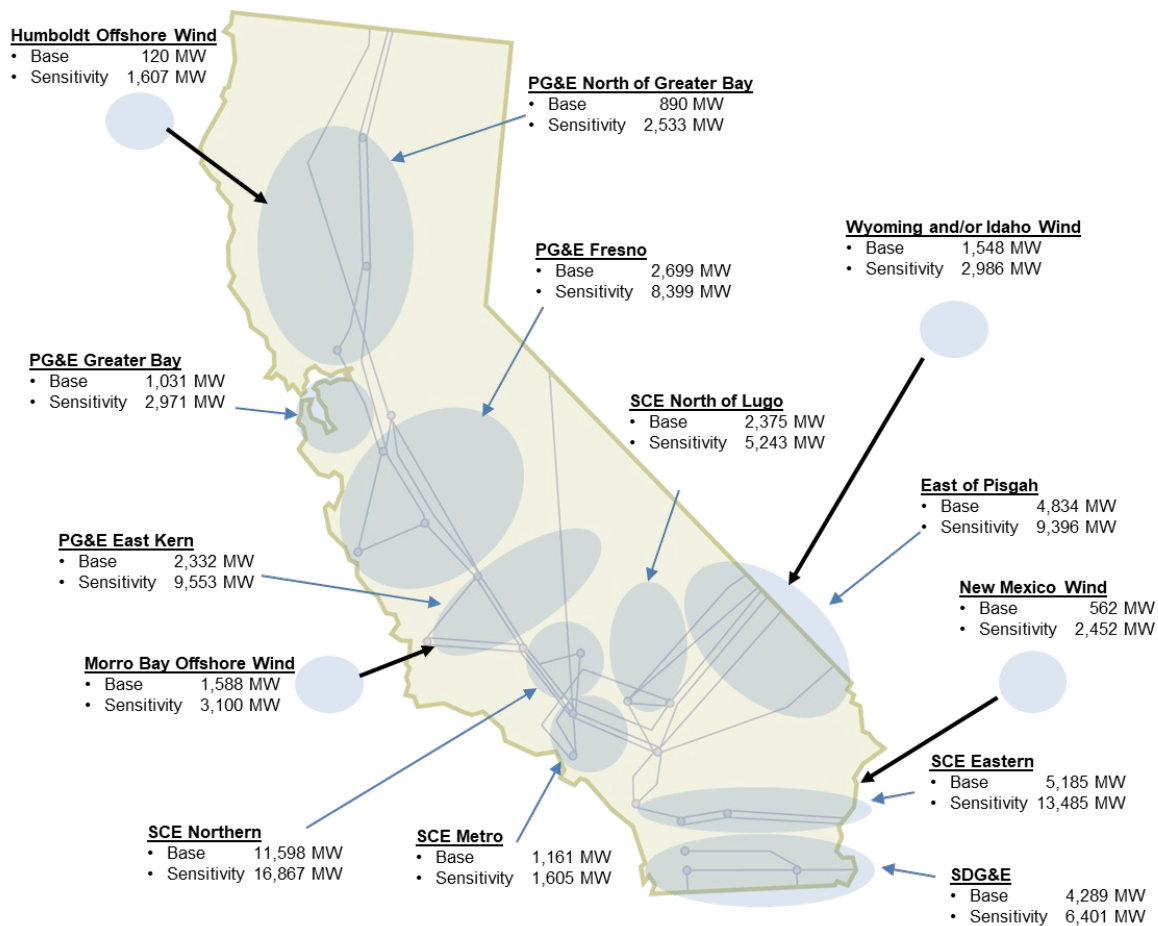 Humboldt Offshore Wind
• Base 120 MW
• Sensitivity 1,607 MW
PG&E North of Greater Bay
• Base 890 MW
• Sensitivity 2,533 MW
Wyoming and/or Idaho Wind
• Base 1,548 MW
• Sensitivity 2,986 MW
PG&E Fresno
• Base 2,699 MW
• Sensitivity 8,399 MW
PG&E Greater Bay
• Base 1,031 MW
• Sensitivity 2,971 MW
SCE North of Lugo
• Base 2,375 MW
• Sensitivity 5,243 MW
East of Pisgah
• Base 4,834 MW
• Sensitivity 9,396 MW
PG&E East Kern
• Base 2,332 MW
• Sensitivity 9,553 MW
New Mexico Wind
• Base 562 MW
• Sensitivity 2,452 MW
Morro Bay Offshore Wind
• Base 1,588 MW
• Sensitivity 3,100 MW
SCE Eastern
• Base 5,185 MW
• Sensitivity 13,485 MW
SCE Northern
• Base 11,598 MW
• Sensitivity 16,867 MW
SCE Metro
• Base 1,161 MW
• Sensitivity 1,605 MW
SDG&E
• Base 4,289 MW
• Sensitivity 6,401 MW